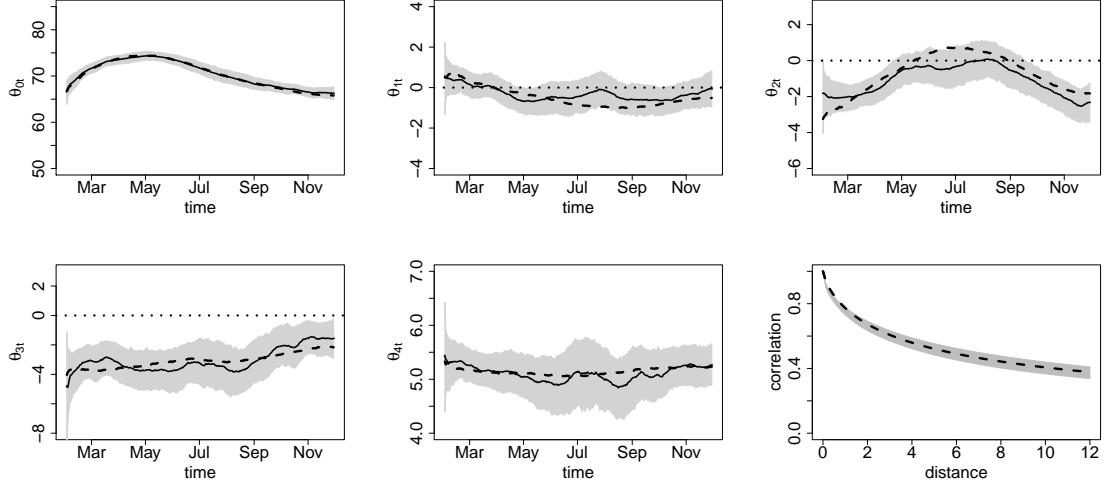 θ0t
50 60 70 80
Mar May Jul Sep Nov
time
θ1t
−4 −2 0 2 4
Mar May Jul Sep Nov
time
θ2t
−6 −4 −2 0 2
Mar May Jul Sep Nov
time
θ3t
−8 −4 0 2
Mar May Jul Sep Nov
time
θ4t
4.0 5.0 6.0 7.0
Mar May Jul Sep Nov
time
correlation
0.0 0.4 0.8
0 2 4 6 8 10 12
distance